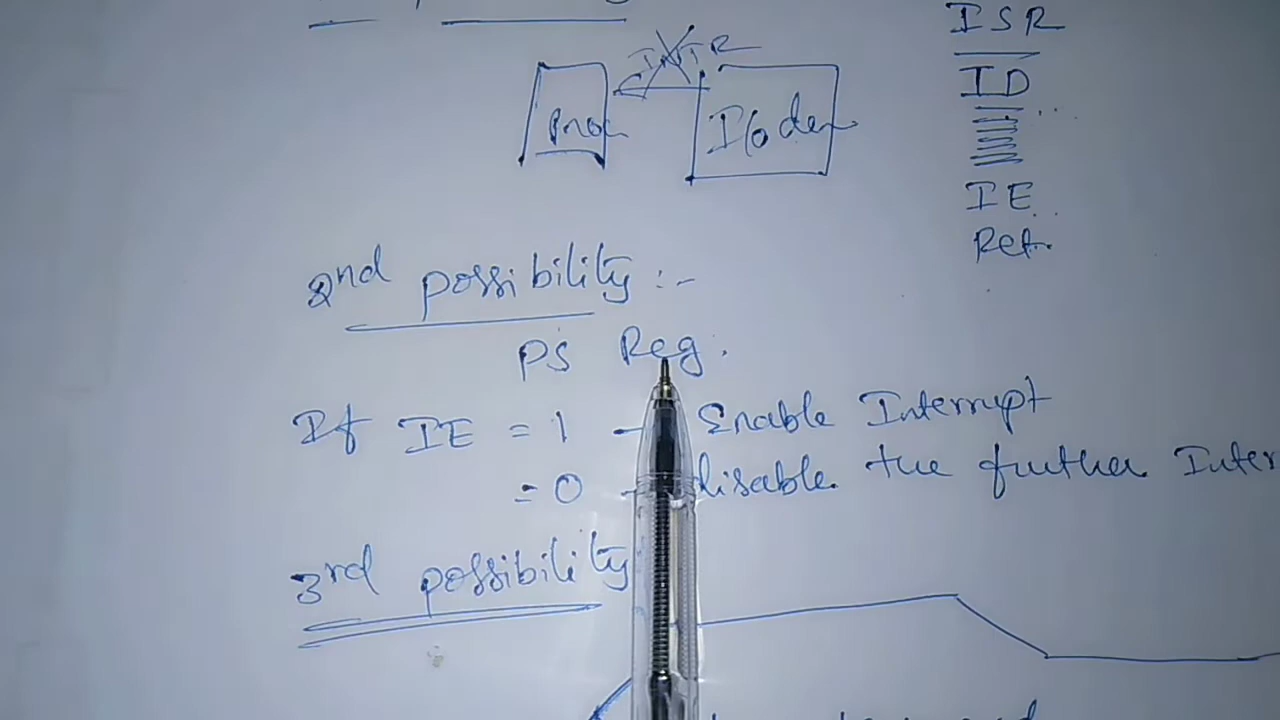 INTR
Proc
I/o dev
ISR
ID
IE
Ret.
2nd possibility :-
PS Reg.
If IE = 1 - Enable Interrupt
= 0 - disable the further Inter
3rd possibility